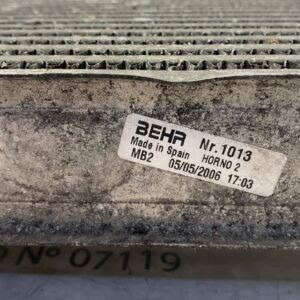 BEHR Nr.1013
Made in Spain HORNO 2
MB2 05/05/2006 17:03
Nº 07119